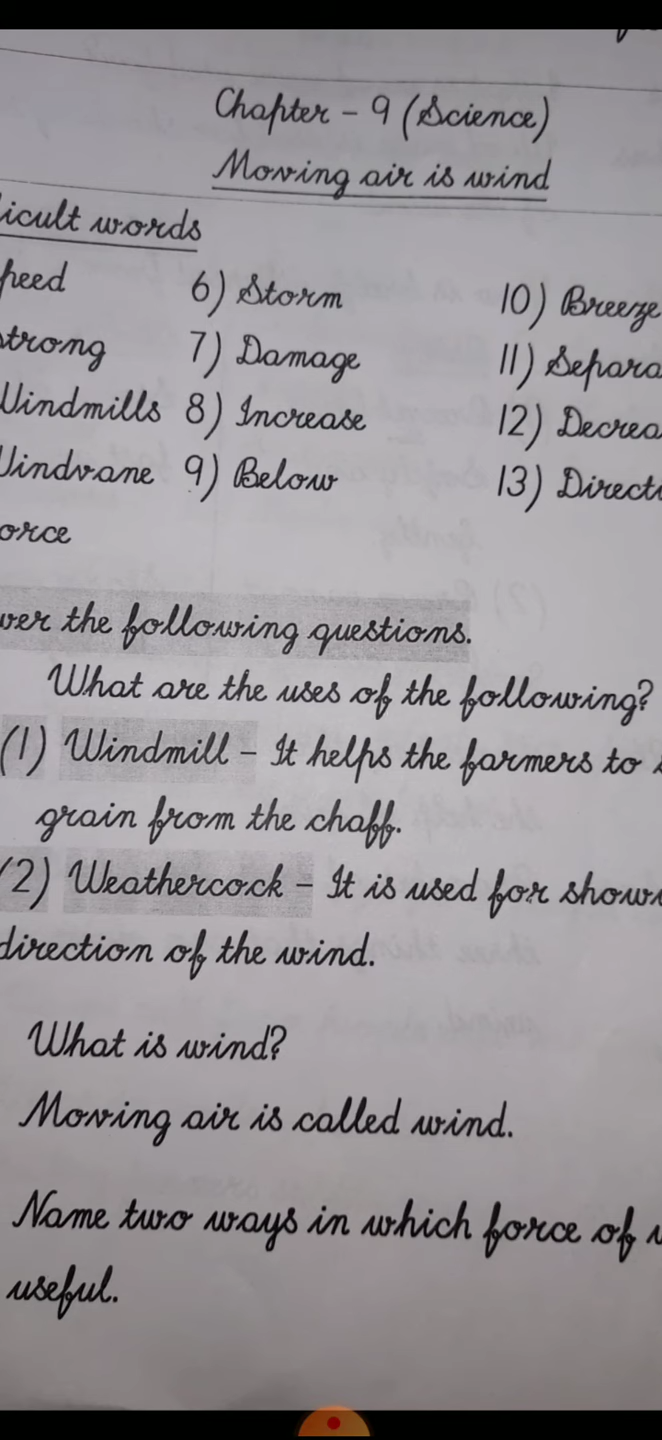 Chapter - 9 (Science)
Moving air is wind
icult words
peed 6) Storm 10) Breeze
trong 7) Damage 11) Separa
Windmills 8) Increase 12) Decrea
Windvane 9) Below 13) Directi
orce
wer the following questions.
What are the uses of the following?
(1) Windmill - It helps the farmers to
grain from the chaff.
(2) Weathercock - It is used for show
direction of the wind.
What is wind?
Moving air is called wind.
Name two ways in which force of
useful.